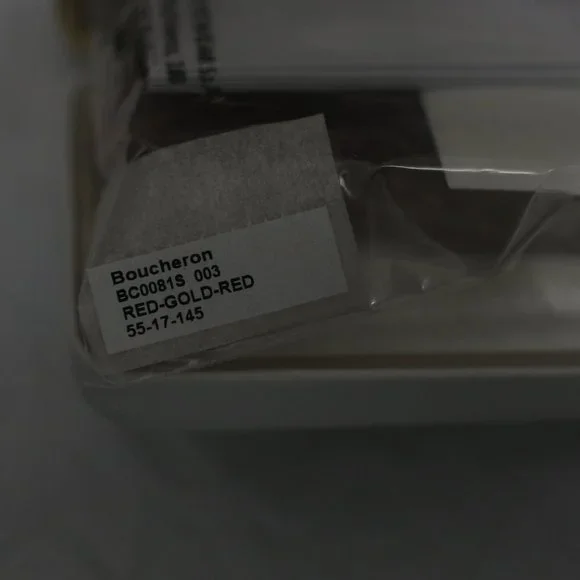 Boucheron
BC0081S 003
RED-GOLD-RED
55-17-145